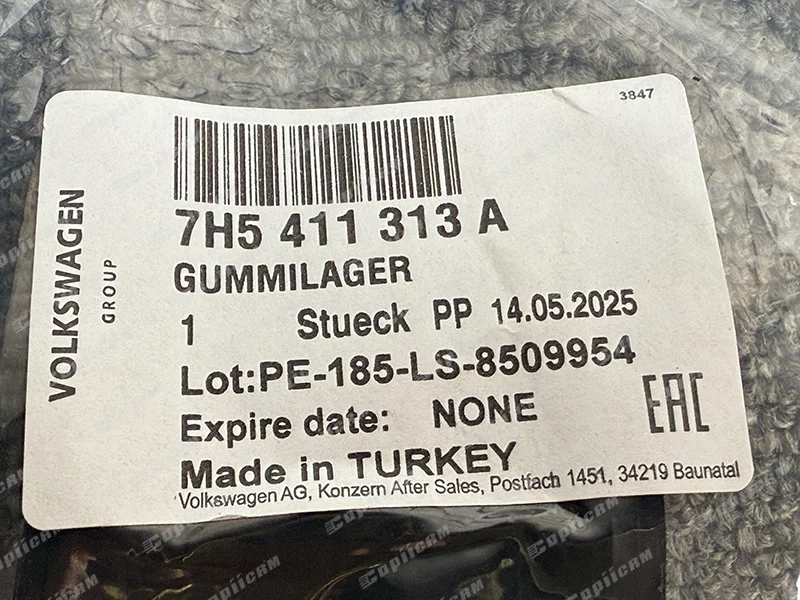 3847
7H5 411 313 A
GUMMILAGER
1 Stueck PP 14.05.2025
Lot:PE-185-LS-8509954
Expire date: NONE
EAC
Made in TURKEY
Volkswagen AG, Konzern After Sales, Postfach 1451, 34219 Baunatal
VOLKSWAGEN
GROUP
CopiiCRM